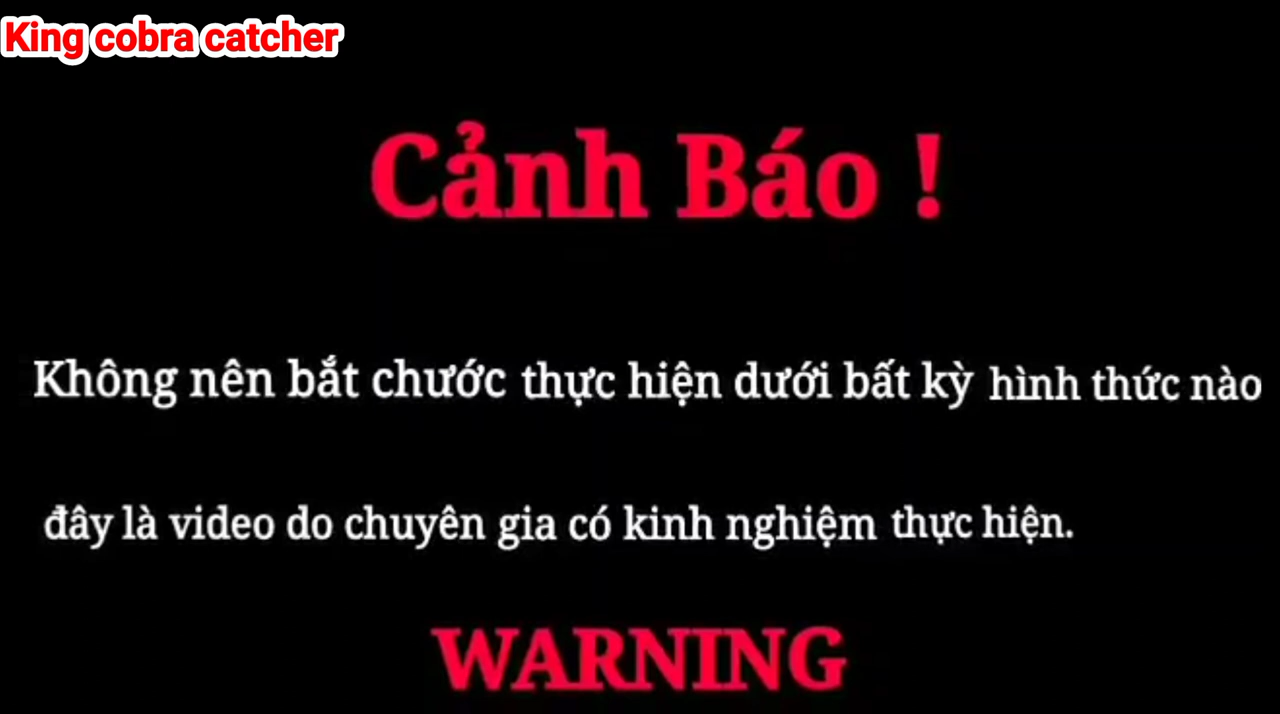 King cobra catcher
Cảnh Báo !
Không nên bắt chước thực hiện dưới bất kỳ hình thức nào
đây là video do chuyên gia có kinh nghiệm thực hiện.
WARNING